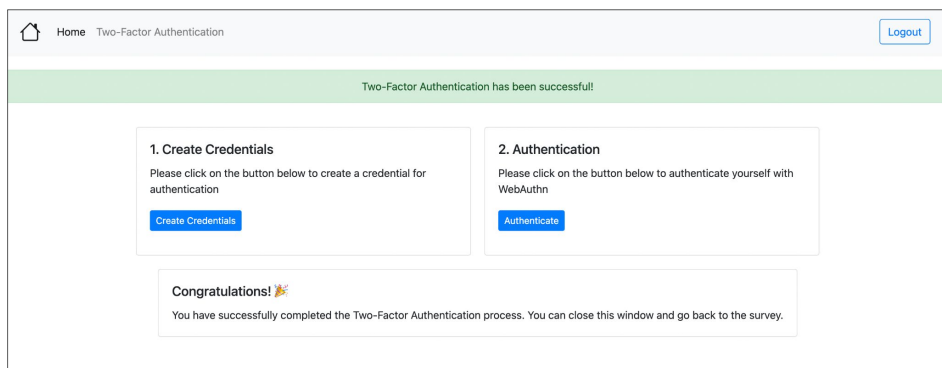 Home Two-Factor Authentication
Logout
Two-Factor Authentication has been successful!
1. Create Credentials
Please click on the button below to create a credential for
authentication
Create Credentials
2. Authentication
Please click on the button below to authenticate yourself with
WebAuthn
Authenticate
Congratulations! 🎉
You have successfully completed the Two-Factor Authentication process. You can close this window and go back to the survey.